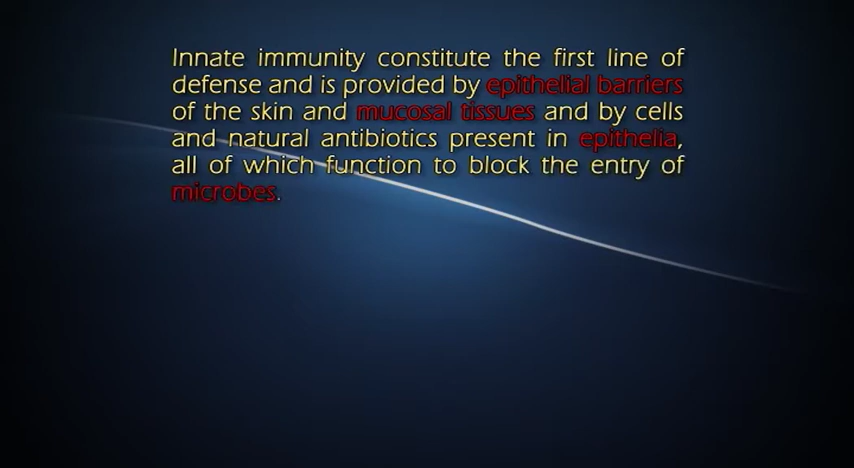 Innate immunity constitute the first line of
defense and is provided by epithelial barriers
of the skin and mucosal tissues and by cells
and natural antibiotics present in epithelia,
all of which function to block the entry of
microbes.